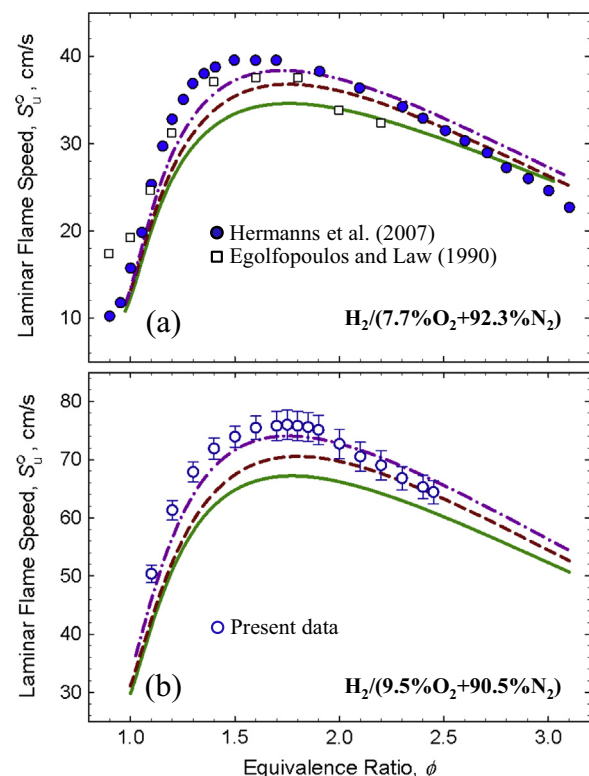 (a)
40
30
20
10
Laminar Flame Speed, S°u, cm/s
Hermanns et al. (2007)
Egolfopoulos and Law (1990)
H2/(7.7%O2+92.3%N2)
80
70
60
50
40
30
Laminar Flame Speed, S°u, cm/s
Present data
(b)
H2/(9.5%O2+90.5%N2)
1.0 1.5 2.0 2.5 3.0
Equivalence Ratio, ϕ